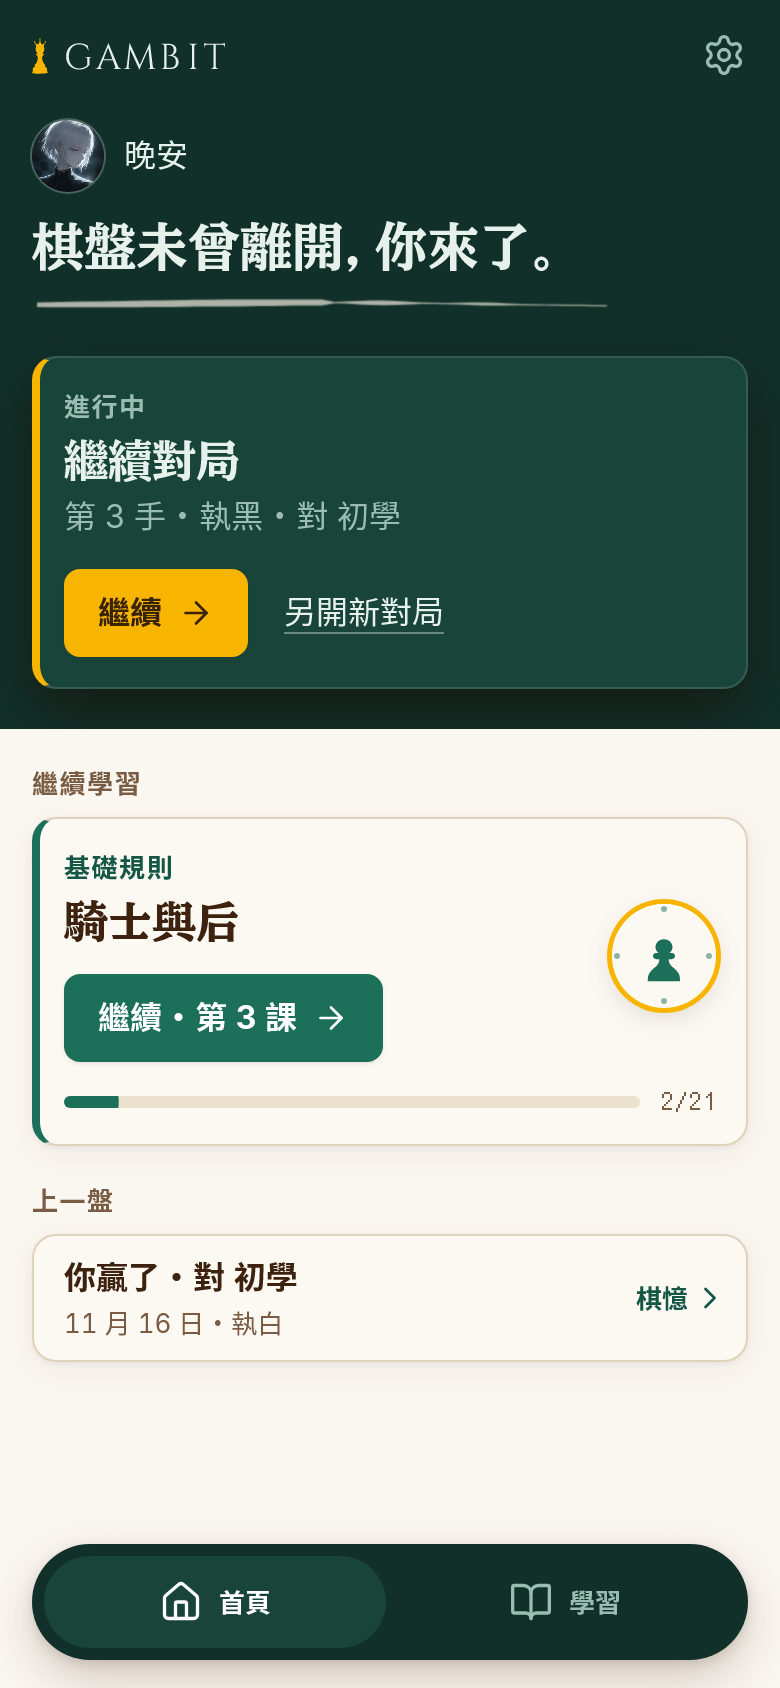 GAMBIT
晚安
棋盤未曾離開，你來了。
進行中
繼續對局
第 3 手・執黑・對 初學
繼續 →
另開新對局
繼續學習
基礎規則
騎士與后
繼續・第 3 課 →
2/21
上一盤
你贏了・對 初學
11 月 16 日・執白
棋憶
首頁
學習